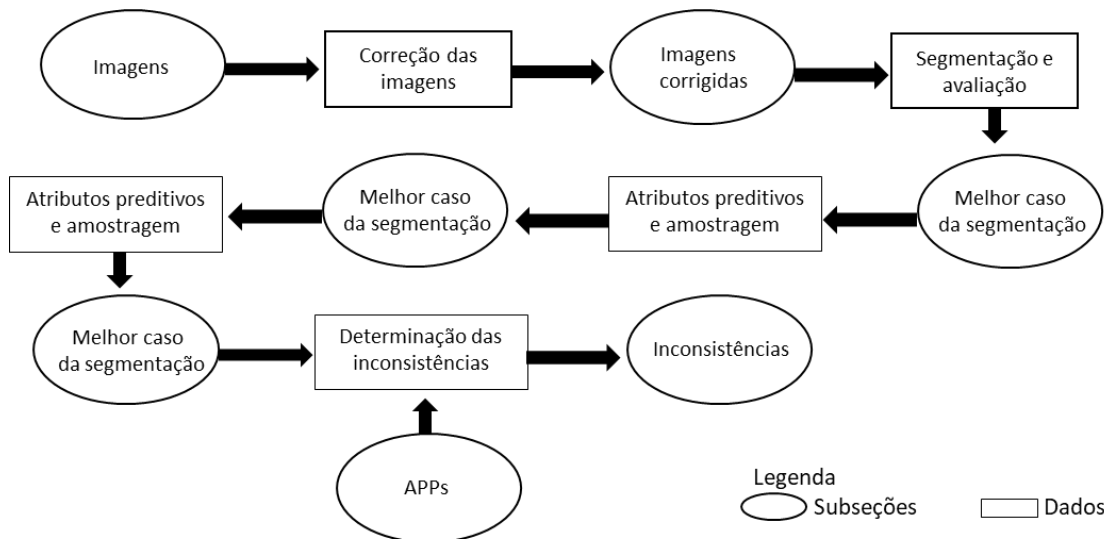 Imagens
Correção das
imagens
Imagens
corrigidas
Segmentação e
avaliação
Melhor caso
da segmentação
Atributos preditivos
e amostragem
Melhor caso
da segmentação
Atributos preditivos
e amostragem
Melhor caso
da segmentação
Determinação das
inconsistências
Inconsistências
APPs
Legenda
Subseções
Dados